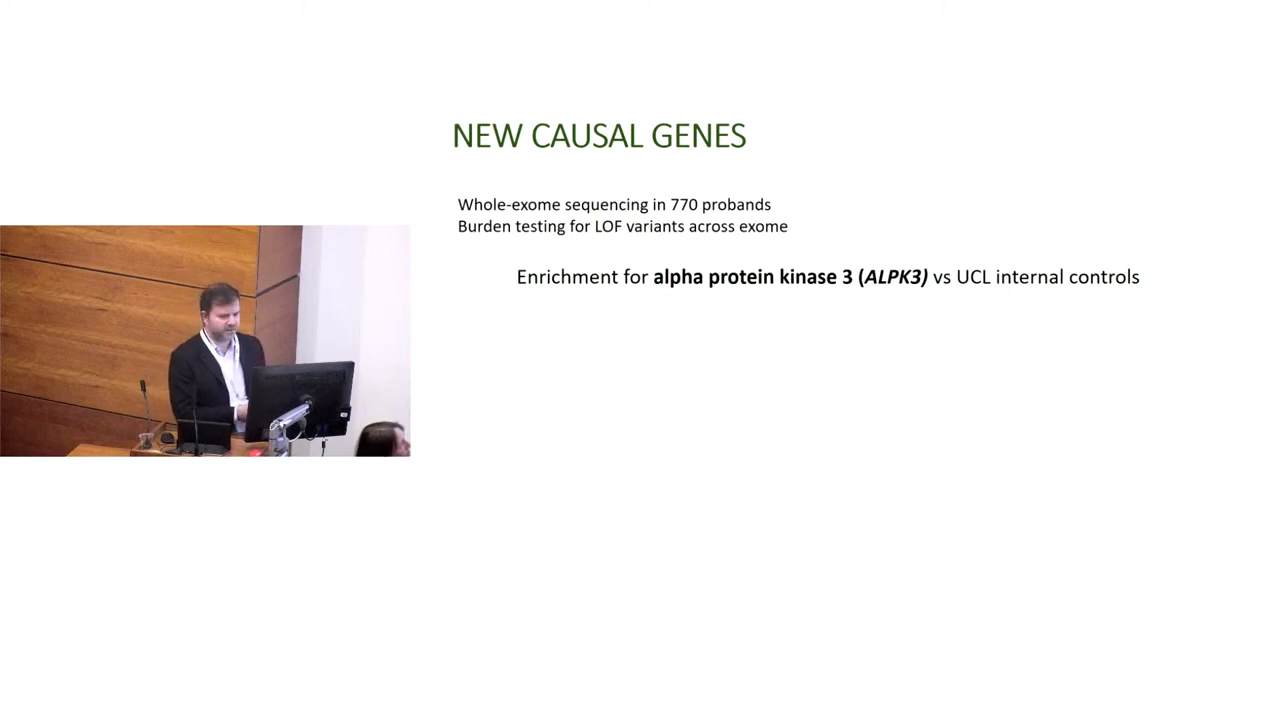 NEW CAUSAL GENES
Whole-exome sequencing in 770 probands
Burden testing for LOF variants across exome
Enrichment for alpha protein kinase 3 (ALPK3) vs UCL internal controls